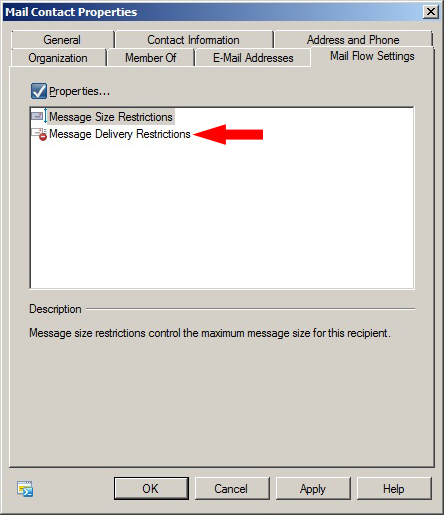 Mail Contact Properties
General
Contact Information
Address and Phone
Organization
Member Of
E-Mail Addresses
Mail Flow Settings
Properties...
Message Size Restrictions
Message Delivery Restrictions
Description
Message size restrictions control the maximum message size for this recipient.
OK
Cancel
Apply
Help